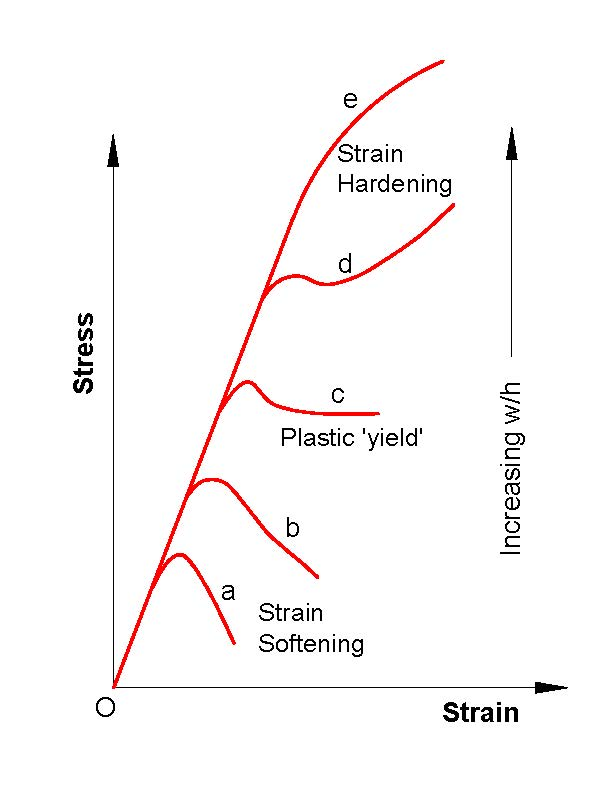 e
Strain
Hardening
d
Stress
c
Plastic 'yield'
Increasing w/h
b
a
Strain
Softening
O
Strain